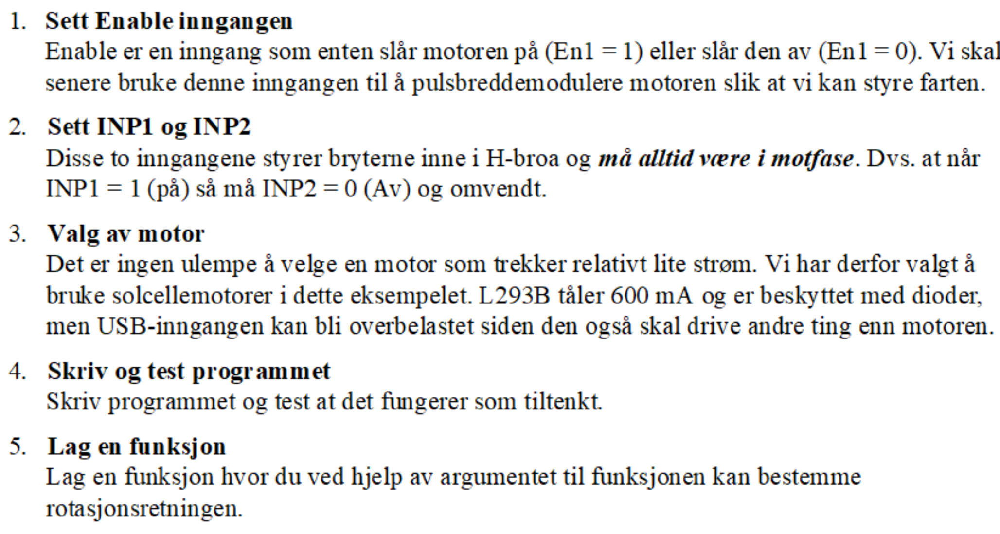 1. Sett Enable inngangen
Enable er en inngang som enten slår motoren på (En1 = 1) eller slår den av (En1 = 0). Vi skal
senere bruke denne inngangen til å pulsbreddemodulere motoren slik at vi kan styre farten.
2. Sett INP1 og INP2
Disse to inngangene styrer bryterne inne i H-broa og må alltid være i motfase. Dvs. at når
INP1 = 1 (på) så må INP2 = 0 (Av) og omvendt.
3. Valg av motor
Det er ingen ulempe å velge en motor som trekker relativt lite strøm. Vi har derfor valgt å
bruke solcellemotorer i dette eksempelet. L293B tåler 600 mA og er beskyttet med dioder,
men USB-inngangen kan bli overbelastet siden den også skal drive andre ting enn motoren.
4. Skriv og test programmet
Skriv programmet og test at det fungerer som tiltenkt.
5. Lag en funksjon
Lag en funksjon hvor du ved hjelp av argumentet til funksjonen kan bestemme
rotasjonsretningen.